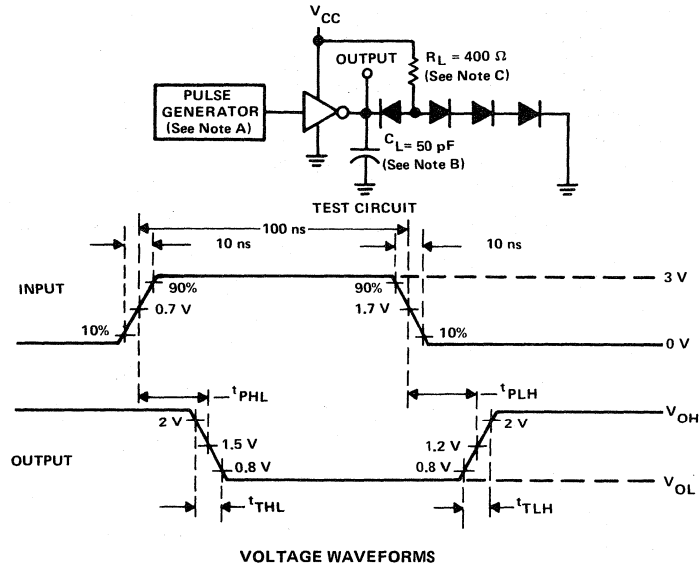 VCC
OUTPUT
RL = 400 Ω
(See Note C)
PULSE
GENERATOR
(See Note A)
CL= 50 pF
(See Note B)
TEST CIRCUIT
100 ns
10 ns
10 ns
INPUT
90%
90%
3 V
0.7 V
1.7 V
10%
10%
0 V
tPHL
tPLH
VOH
2 V
2 V
OUTPUT
1.5 V
1.2 V
0.8 V
0.8 V
VOL
tTHL
tTLH
VOLTAGE WAVEFORMS